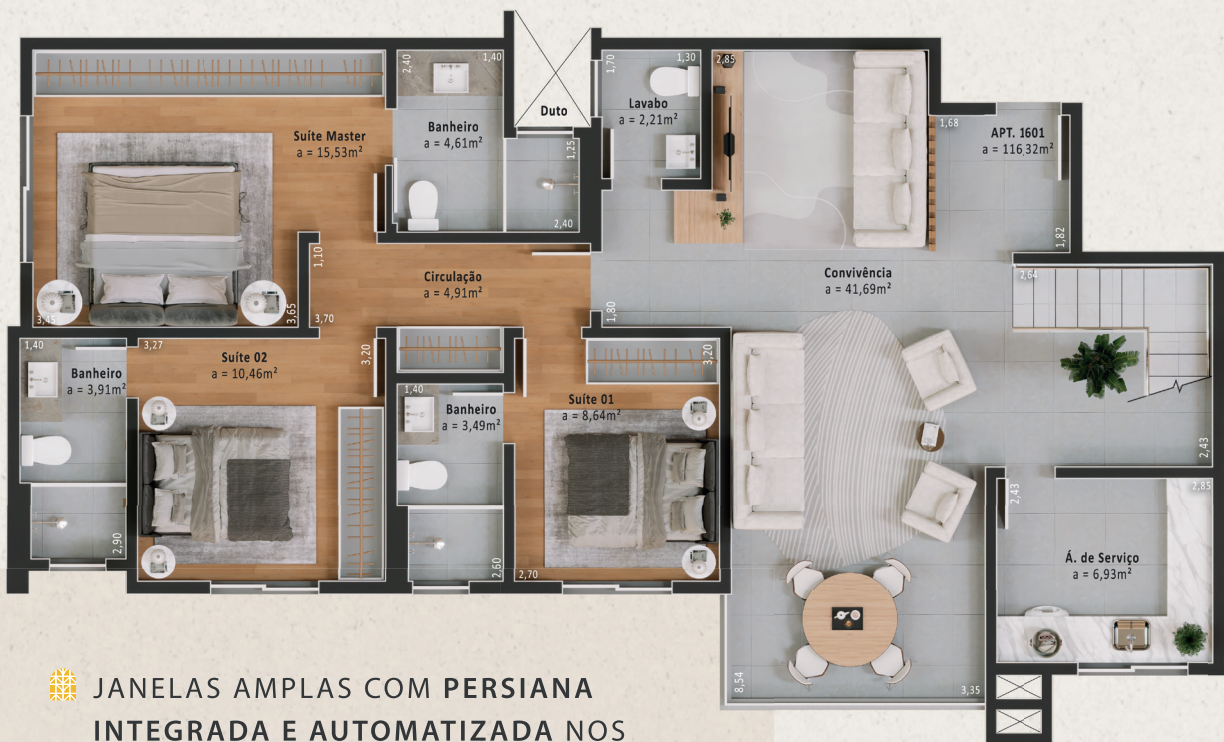 2,40
1,40
Duto
1,70
1,30
2,85
Lavabo
a = 2,21m²
1,68
APT. 1601
a = 116,32m²
Suíte Master
a = 15,53m²
Banheiro
a = 4,61m²
1,25
2,40
1,82
1,10
Circulação
a = 4,91m²
Convivência
a = 41,69m²
2,64
3,45
3,65
3,70
1,80
1,40
3,27
Suíte 02
a = 10,46m²
3,20
3,20
Banheiro
a = 3,91m²
1,40
Banheiro
a = 3,49m²
Suíte 01
a = 8,64m²
2,43
2,43
2,85
2,90
2,60
2,70
Á. de Serviço
a = 6,93m²
8,54
3,35
JANELAS AMPLAS COM PERSIANA
INTEGRADA E AUTOMATIZADA NOS